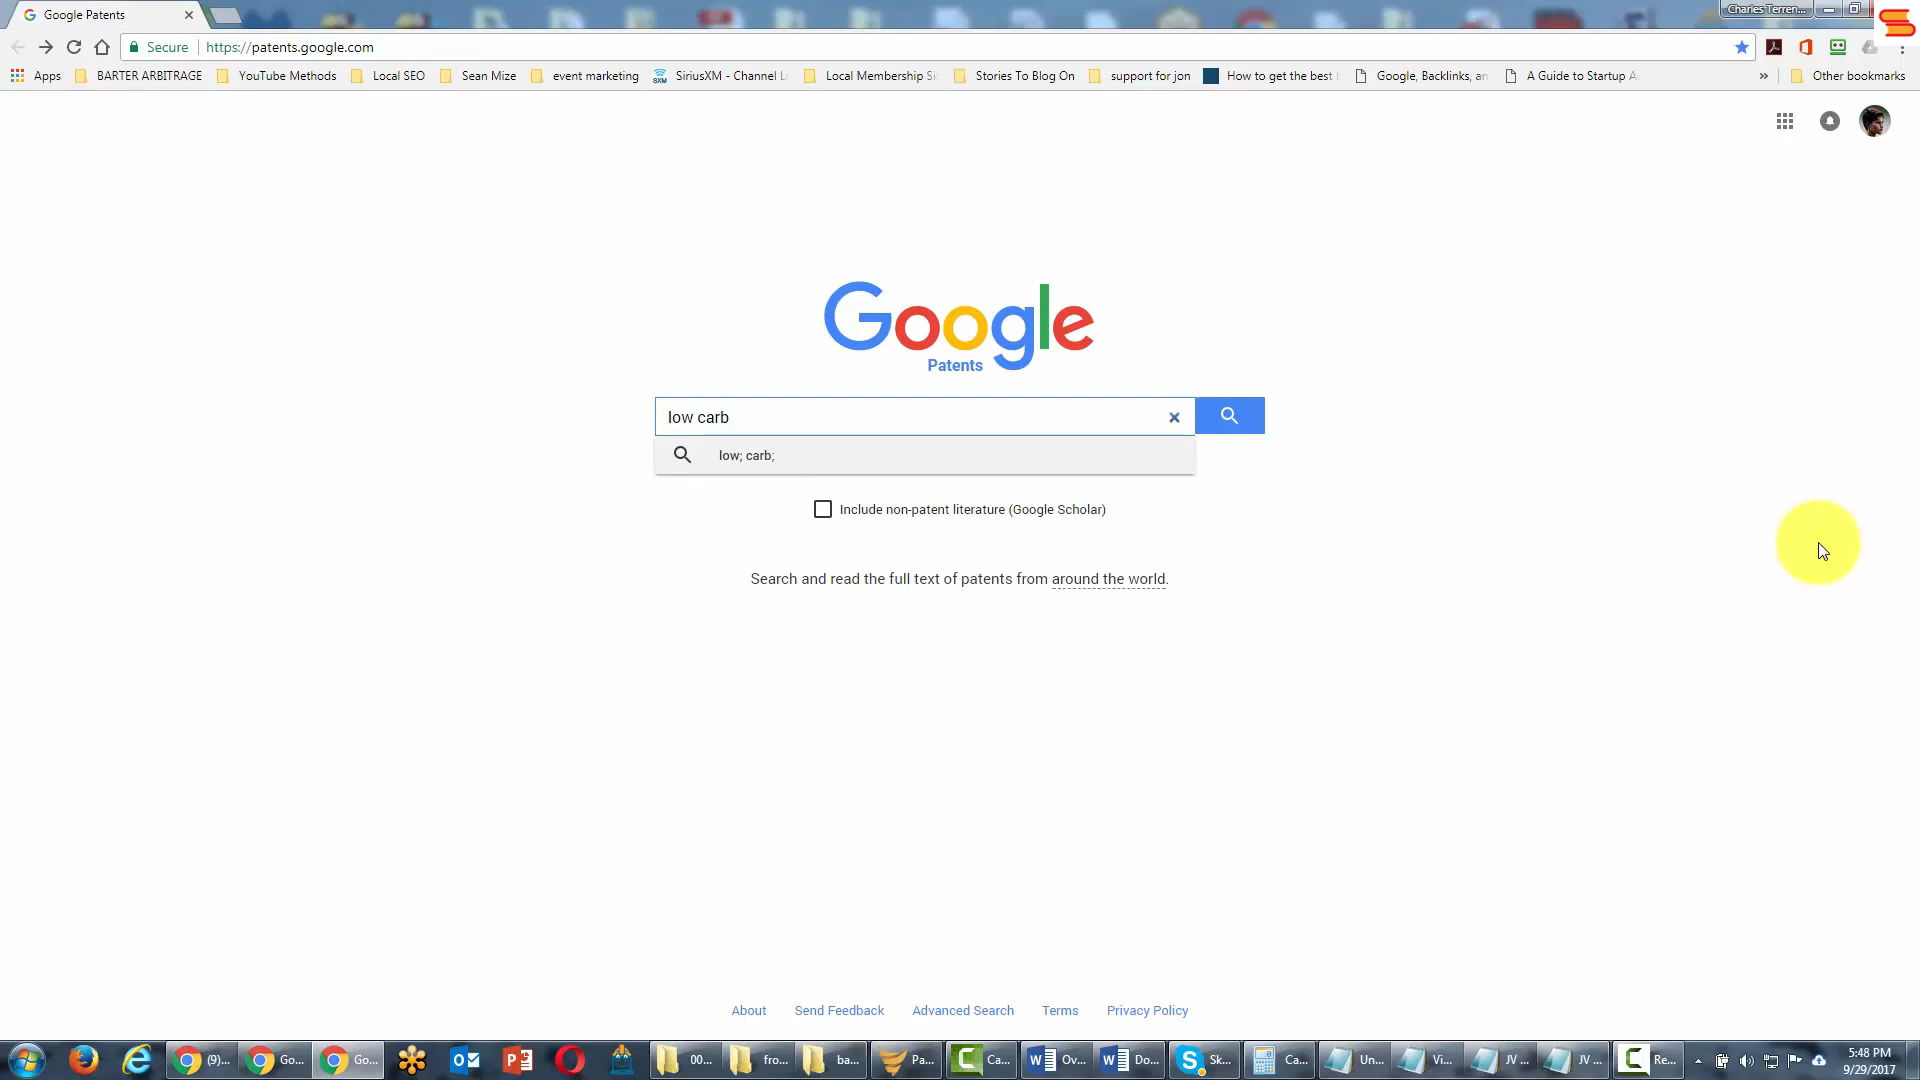 Google Patents
Charles Terren...
Secure
https://patents.google.com
Apps
BARTER ARBITRAGE
YouTube Methods
Local SEO
Sean Mize
event marketing
SiriusXM - Channel L
Local Membership Si
Stories To Blog On
support for jon
How to get the best
Google, Backlinks, an
A Guide to Startup A
»
Other bookmarks
Google
Patents
low carb
low; carb;
Include non-patent literature (Google Scholar)
Search and read the full text of patents from around the world.
About
Send Feedback
Advanced Search
Terms
Privacy Policy
(9)...
Go...
Go...
00...
fro...
ba...
Pa...
Ca...
Ov...
Do...
Sk...
Ca...
Un...
Vi...
JV ...
JV ...
Re...
5:48 PM
9/29/2017